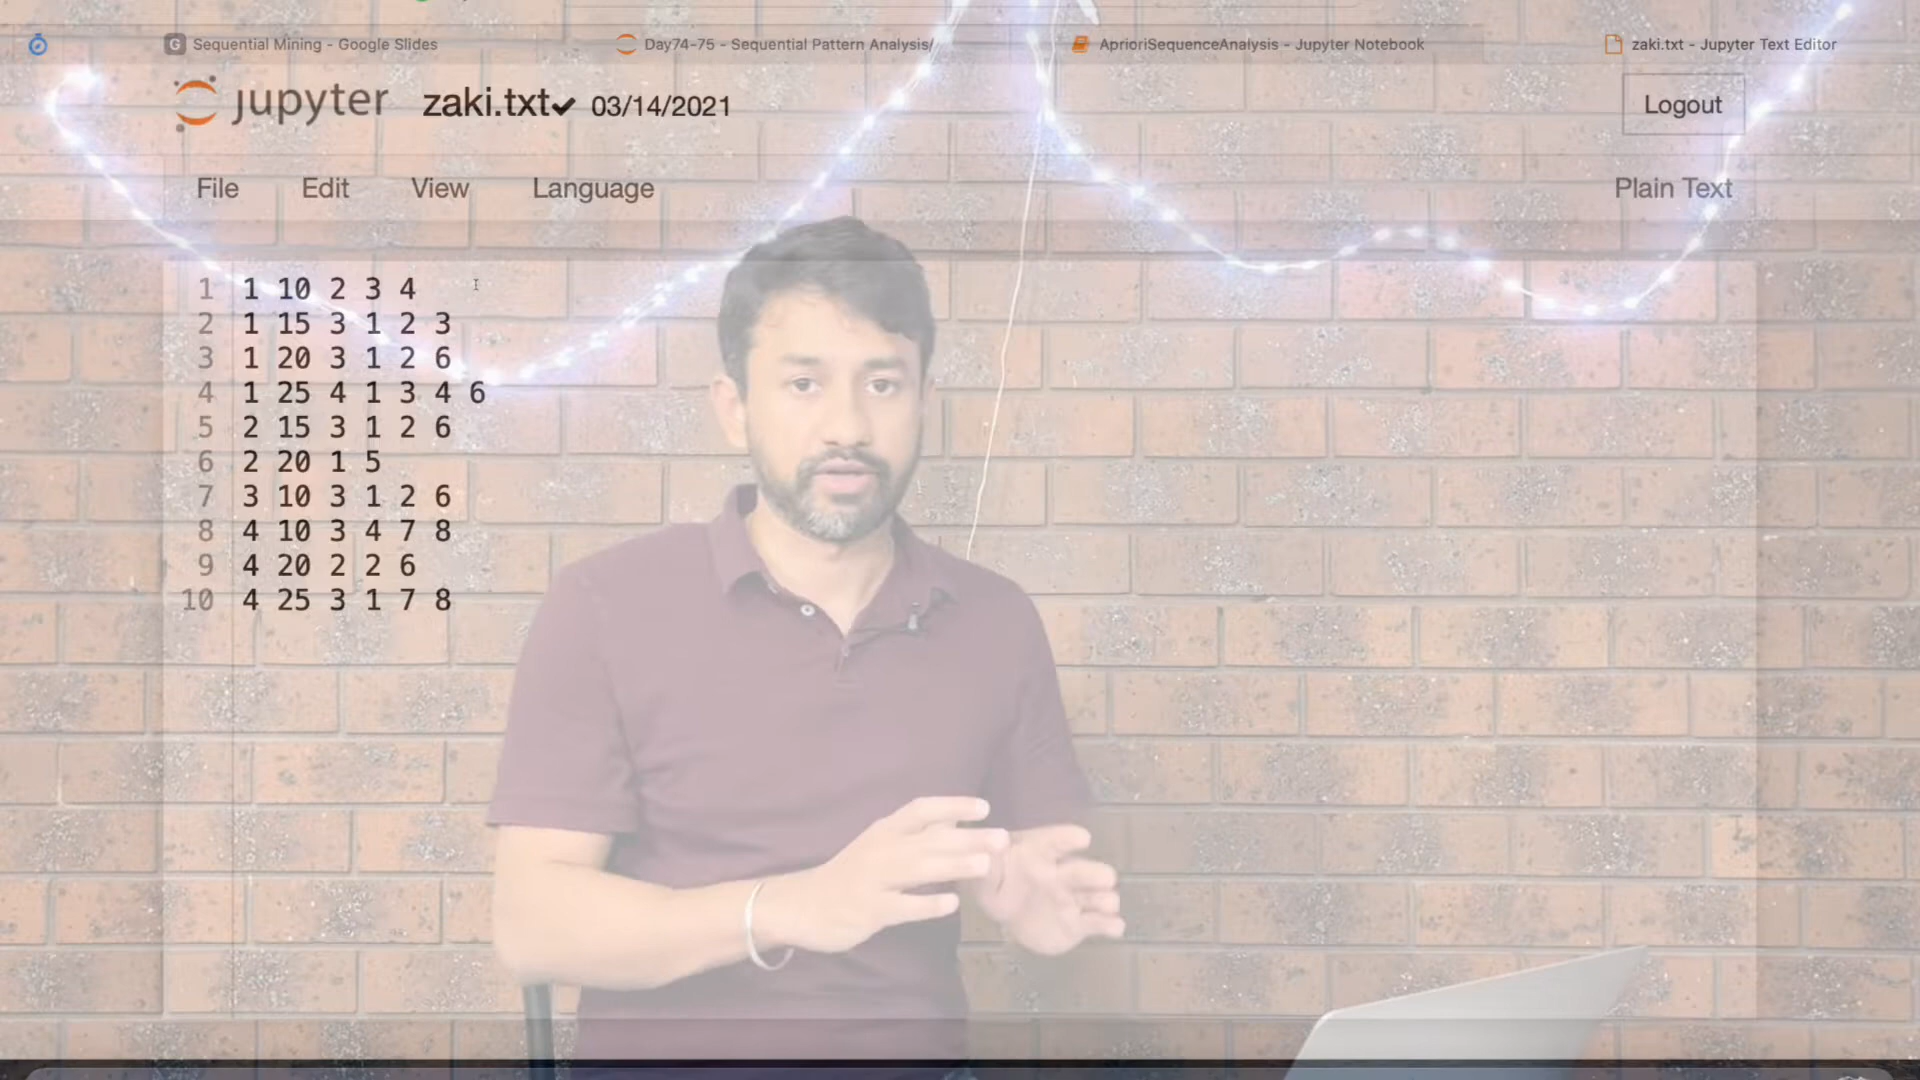 Sequential Mining - Google Slides
Day74-75 - Sequential Pattern Analysis/
AprioriSequenceAnalysis - Jupyter Notebook
zaki.txt - Jupyter Text Editor
jupyter zaki.txt 03/14/2021
Logout
File Edit View Language
Plain Text
1 1 10 2 3 4
2 1 15 3 1 2 3
3 1 20 3 1 2 6
4 1 25 4 1 3 4 6
5 2 15 3 1 2 6
6 2 20 1 5
7 3 10 3 1 2 6
8 4 10 3 4 7 8
9 4 20 2 2 6
10 4 25 3 1 7 8